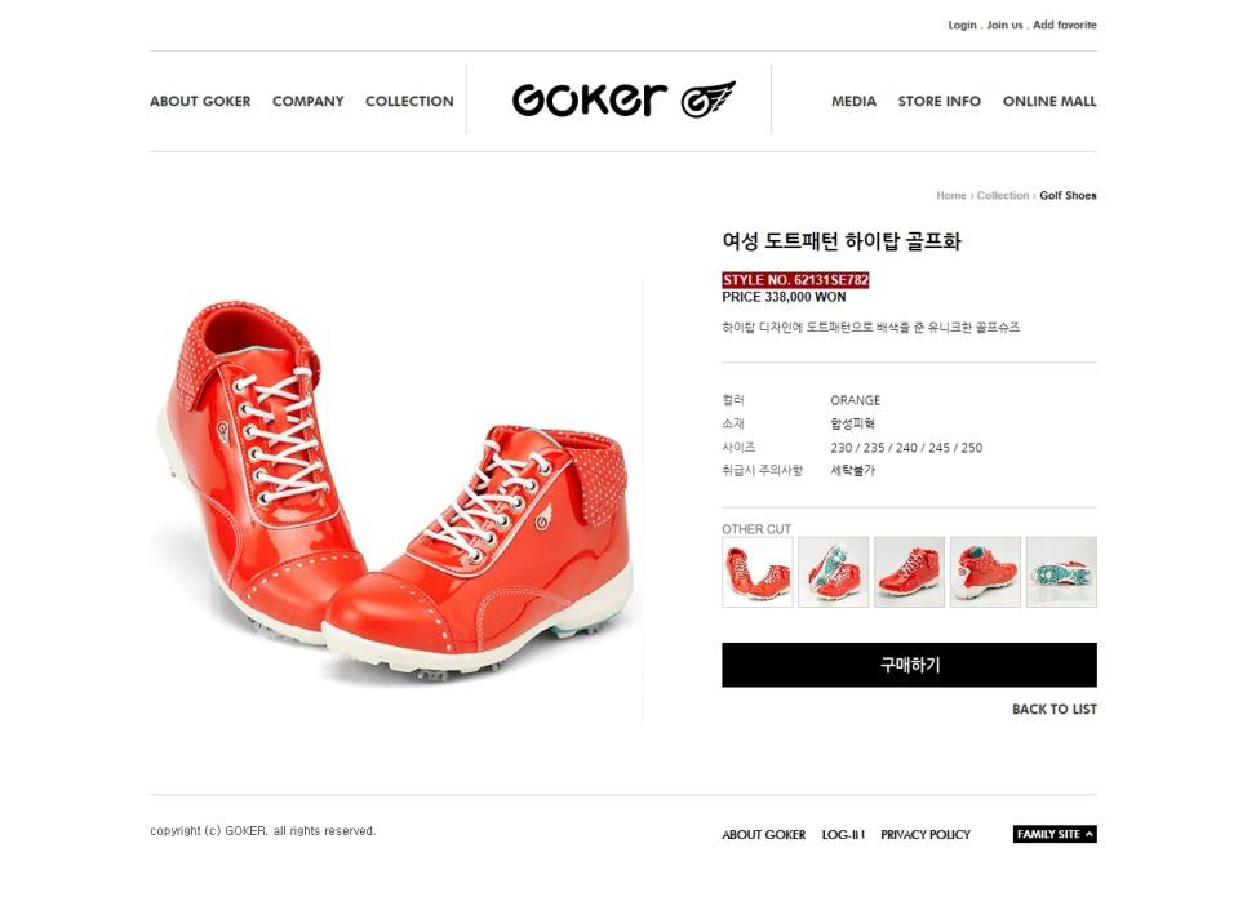 Login . Join us . Add favorite
ABOUT GOKER COMPANY COLLECTION GOKER MEDIA STORE INFO ONLINE MALL
Home › Collection › Golf Shoes
여성 도트패턴 하이탑 골프화
STYLE NO. 62131SE782
PRICE 338,000 WON
하이탑 디자인에 도트패턴으로 배색을 준 유니크한 골프슈즈
컬러 ORANGE
소재 합성피혁
사이즈 230 / 235 / 240 / 245 / 250
취급시 주의사항 세탁불가
OTHER CUT
구매하기
BACK TO LIST
copyright (c) GOKER. all rights reserved.
ABOUT GOKER LOG-IN PRIVACY POLICY FAMILY SITE